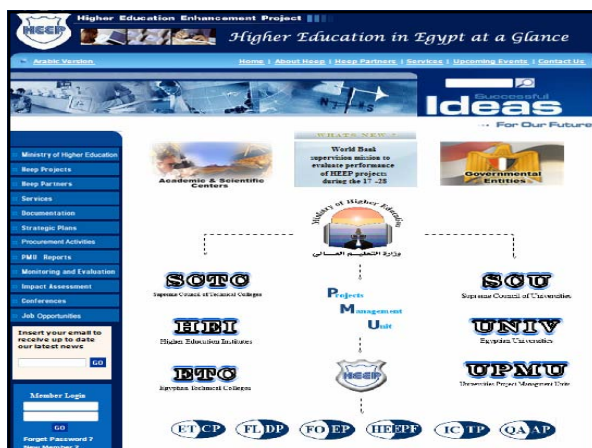 Higher Education Enhancement Project
HEEP
Higher Education in Egypt at a Glance
Arabic Version
Home | About Heep | Heep Partners | Services | Upcoming Events | Contact Us
Successful
Ideas
For Our Future
Ministry of Higher Education
Heep Projects
Heep Partners
Services
Documentation
Strategic Plans
Procurement Activities
PMU Reports
Monitoring and Evaluation
Impact Assessment
Conferences
Job Opportunities
Insert your email to
receive up to date
our latest news
GO
Member Login
GO
Forget Password ?
New Member ?
Academic & Scientific
Centers
WHATS NEW ?
World Bank
supervision mission to
evaluate performance
of HEEP projects
during the 17 -28
Governmental
Entities
Ministry of Higher Education
وزارة التعليم العالى
SCTC
Supreme Council of Technical Colleges
HEI
Higher Education Institutes
ETC
Egyptian Technical Colleges
Projects
Management
Unit
HEEP
SCU
Supreme Council of Universities
UNIV
Egyptian Universities
UPMU
Universities Project Managment Units
ETCP
FLDP
FOEP
HEEPF
ICTP
QAAP